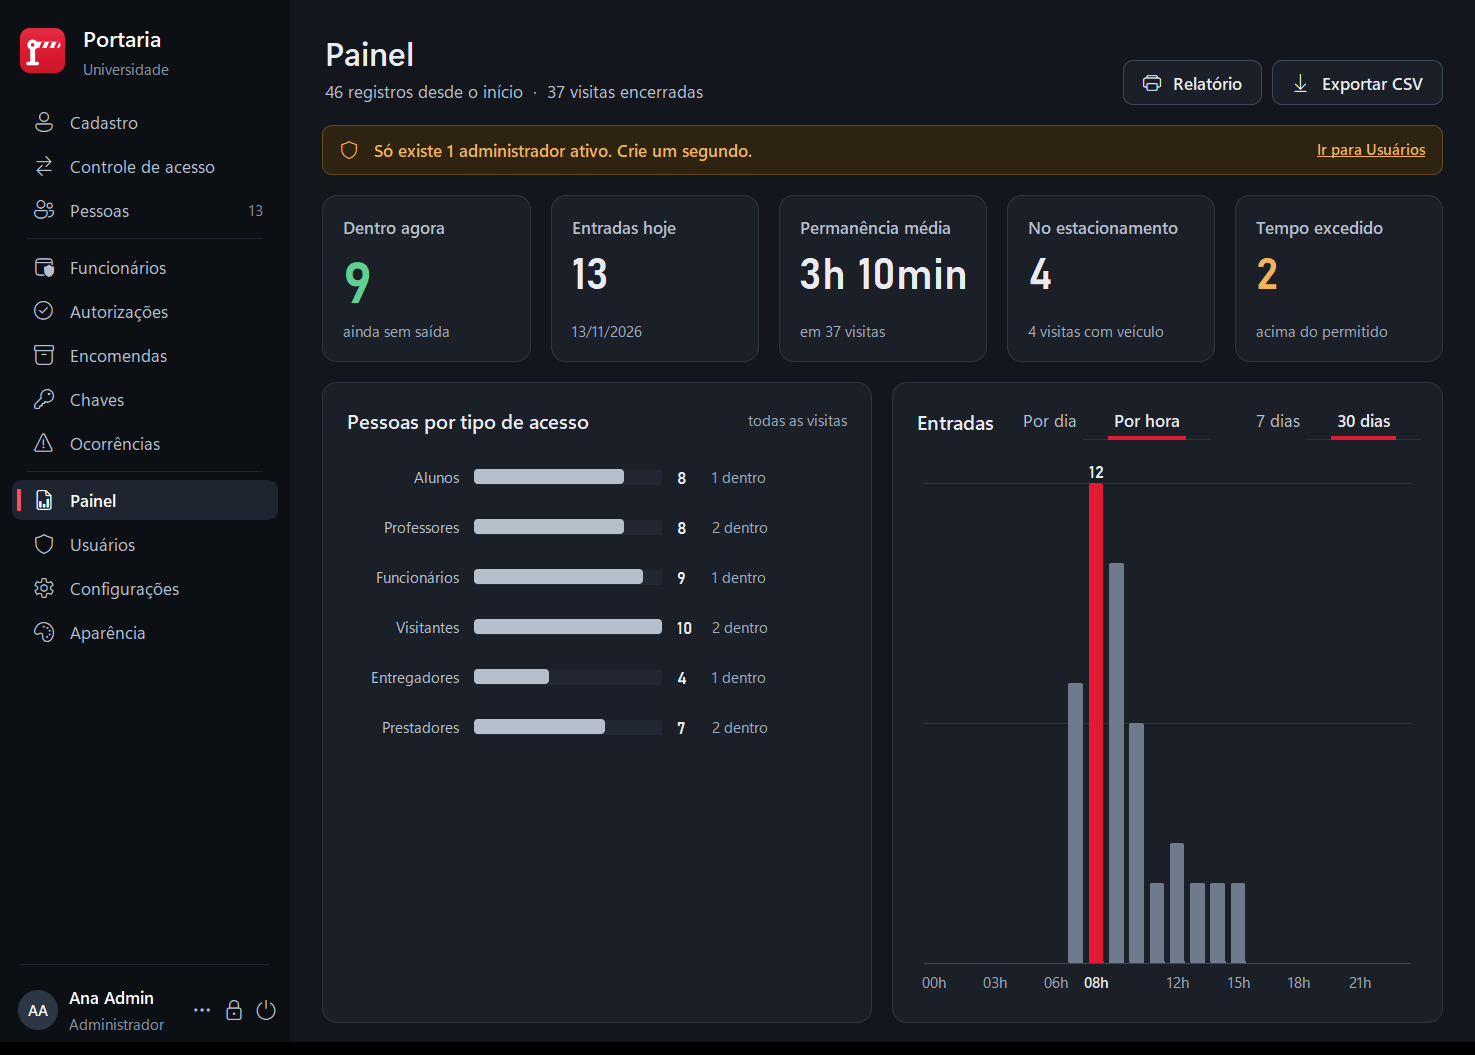 Portaria
Universidade
Cadastro
Controle de acesso
Pessoas 13
Funcionários
Autorizações
Encomendas
Chaves
Ocorrências
Painel
Usuários
Configurações
Aparência
AA
Ana Admin
Administrador
Painel
46 registros desde o início · 37 visitas encerradas
Relatório
Exportar CSV
Só existe 1 administrador ativo. Crie um segundo.
Ir para Usuários
Dentro agora
9
ainda sem saída
Entradas hoje
13
13/11/2026
Permanência média
3h 10min
em 37 visitas
No estacionamento
4
4 visitas com veículo
Tempo excedido
2
acima do permitido
Pessoas por tipo de acesso
todas as visitas
Alunos 8 1 dentro
Professores 8 2 dentro
Funcionários 9 1 dentro
Visitantes 10 2 dentro
Entregadores 4 1 dentro
Prestadores 7 2 dentro
Entradas
Por dia Por hora
7 dias 30 dias
12
00h 03h 06h 08h 12h 15h 18h 21h